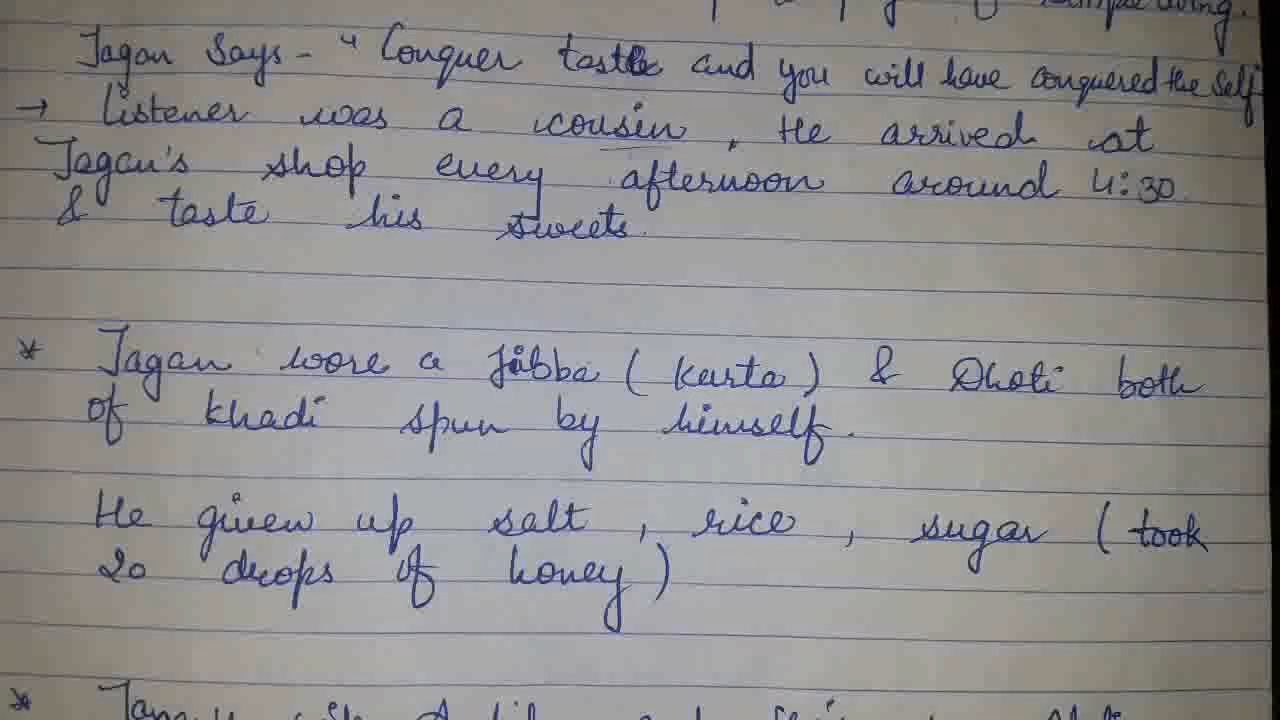 simple living.
Jagan Says - " Conquer taste and you will have conquered the self
→ Listener was a cousin, He arrived at
Jagan's shop every afternoon around 4:30
& taste his sweets.
* Jagan wore a Jibba (Kurta) & Dhoti both
of khadi spun by himself.
He given up salt, rice, sugar (took
20 drops of honey)
*